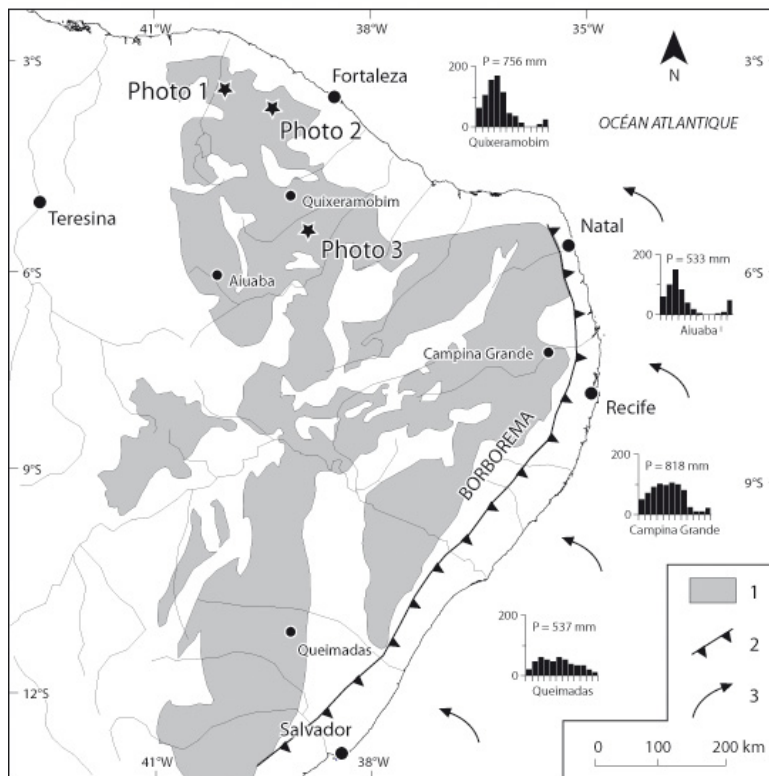 41°W
38°W
35°W
3°S
3°S
Photo 1
Fortaleza
Photo 2
P = 756 mm
200
0
Quixeramobim
N
OCÉAN ATLANTIQUE
Teresina
Quixeramobim
Photo 3
Natal
6°S
Aiuaba
6°S
P = 533 mm
200
0
Aiuaba
Campina Grande
Recife
BORBOREMA
9°S
P = 818 mm
200
0
Campina Grande
9°S
P = 537 mm
200
0
Queimadas
Queimadas
12°S
Salvador
41°W
38°W
1
2
3
0 100 200 km